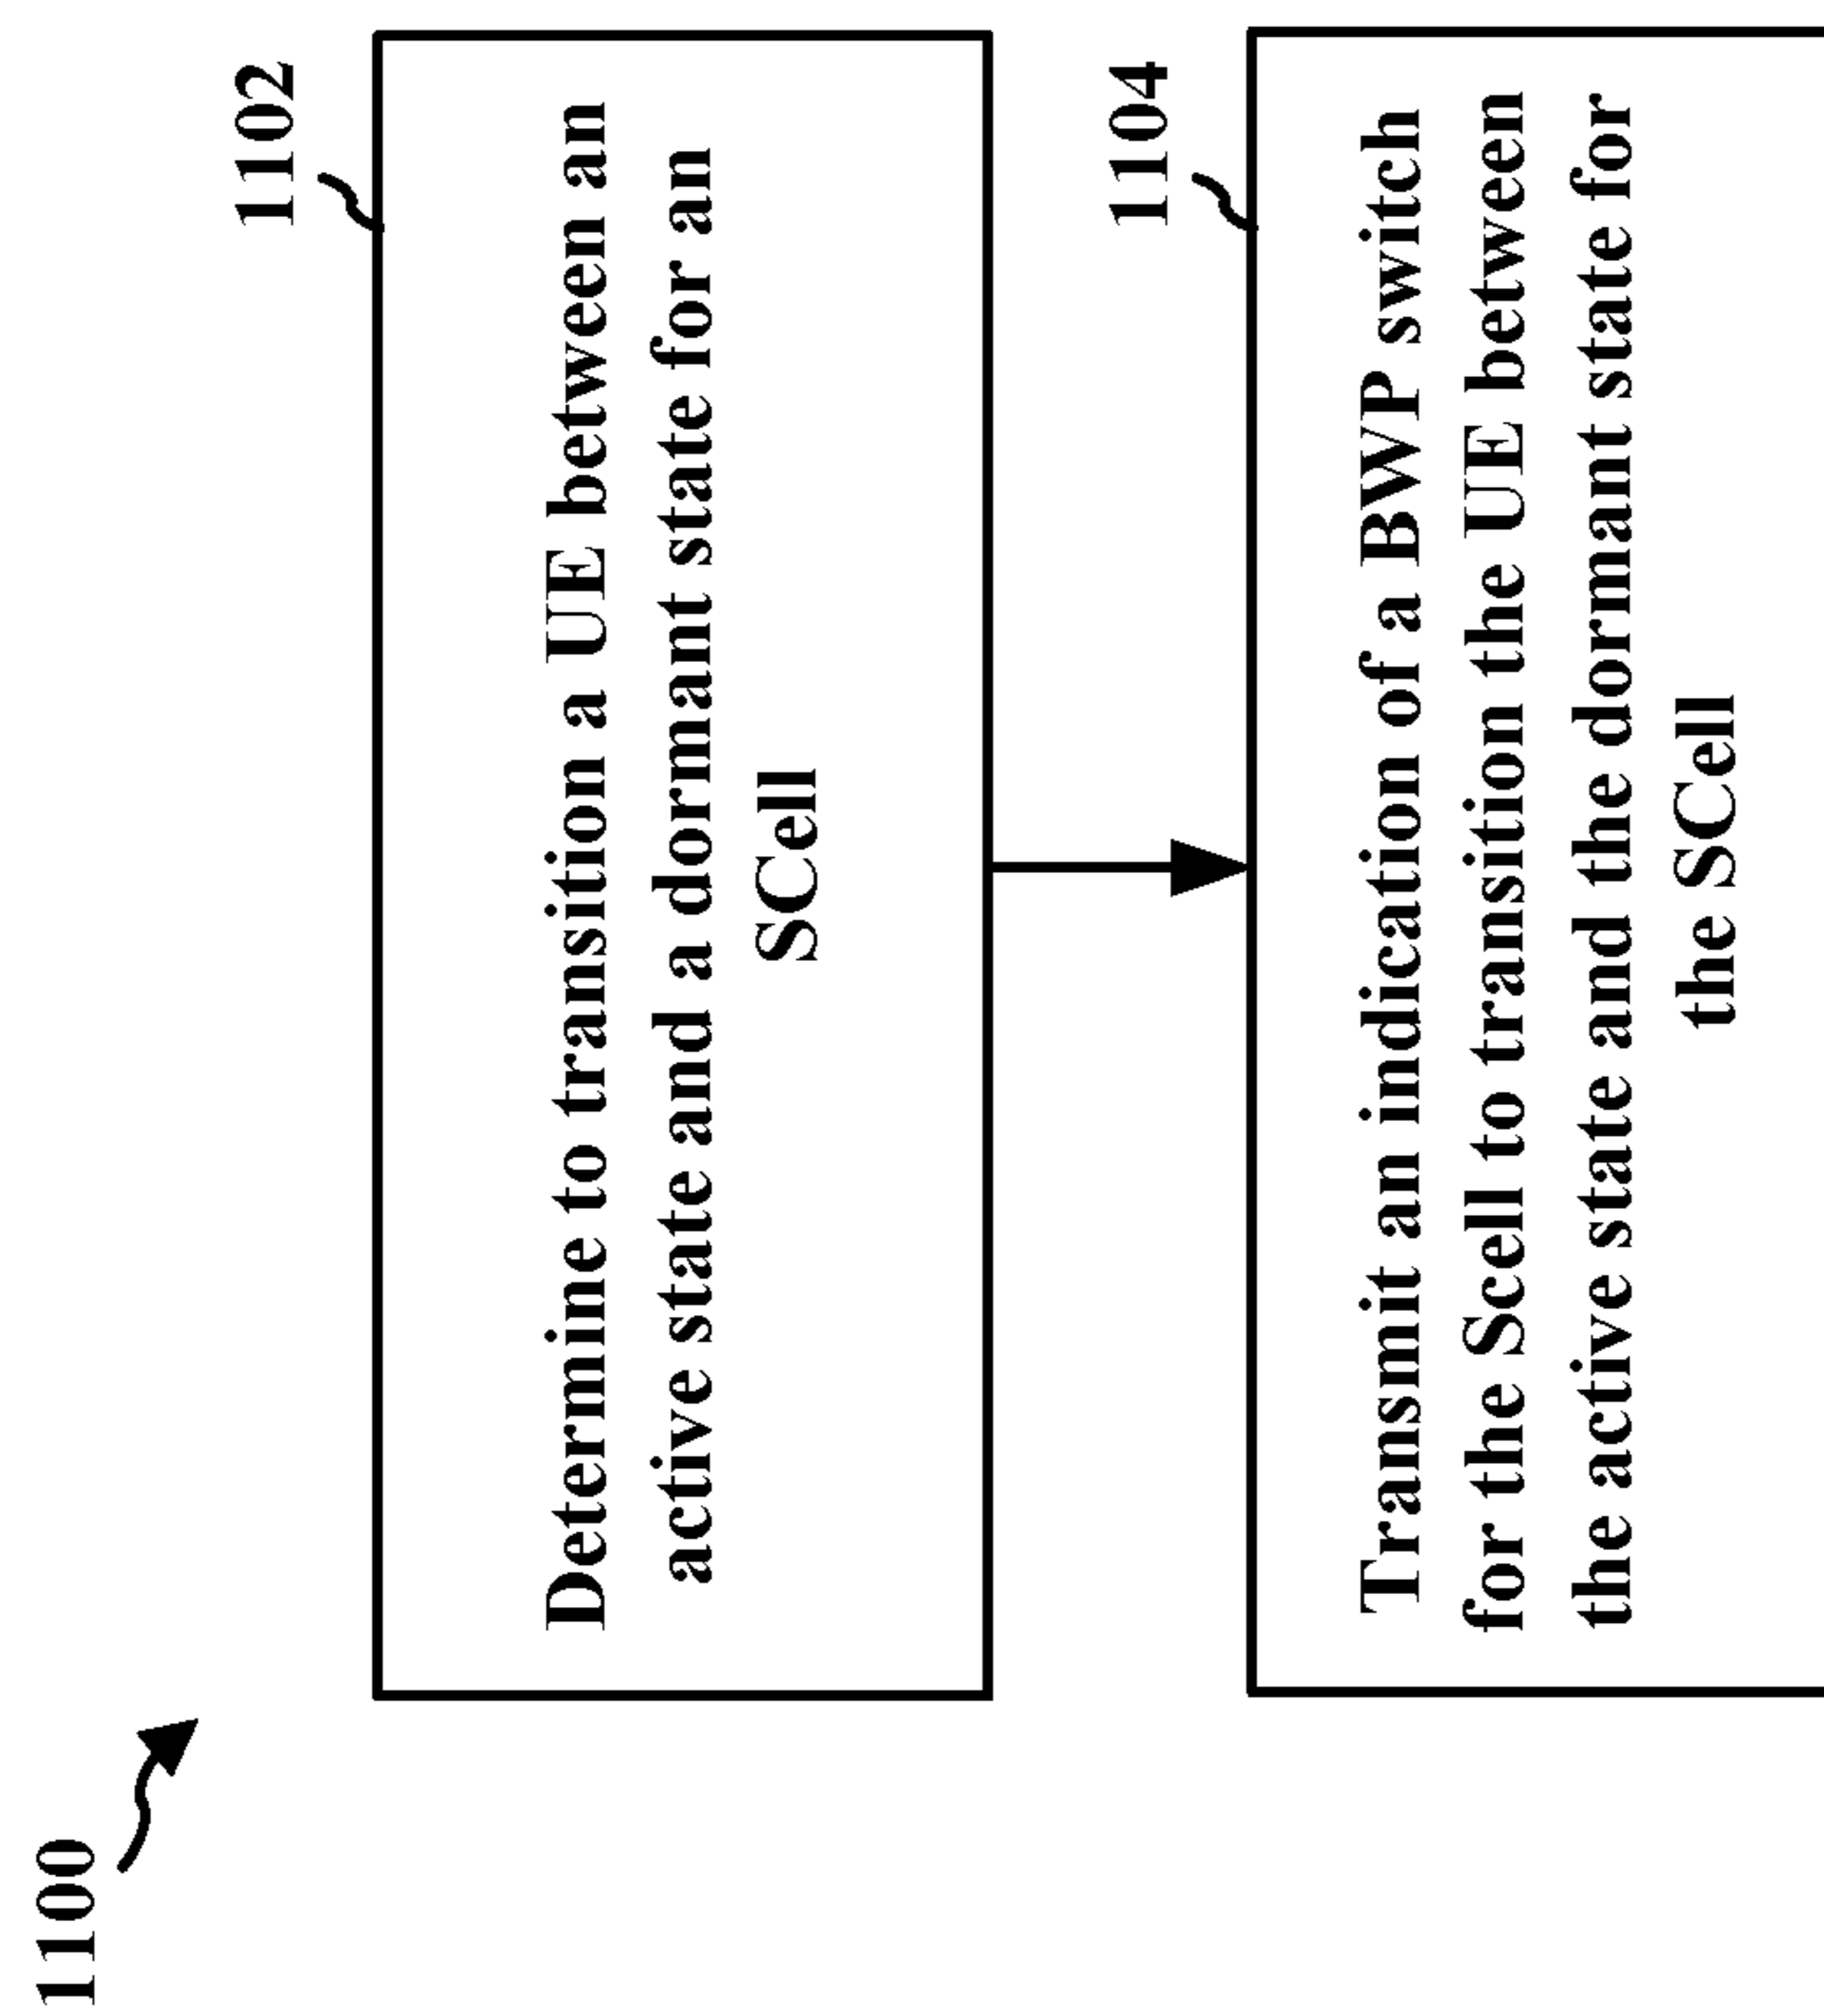 1100
1102
Determine to transition a UE between an
active state and a dormant state for an
SCell
1104
Transmit an indication of a BWP switch
for the Scell to transition the UE between
the active state and the dormant state for
the SCell